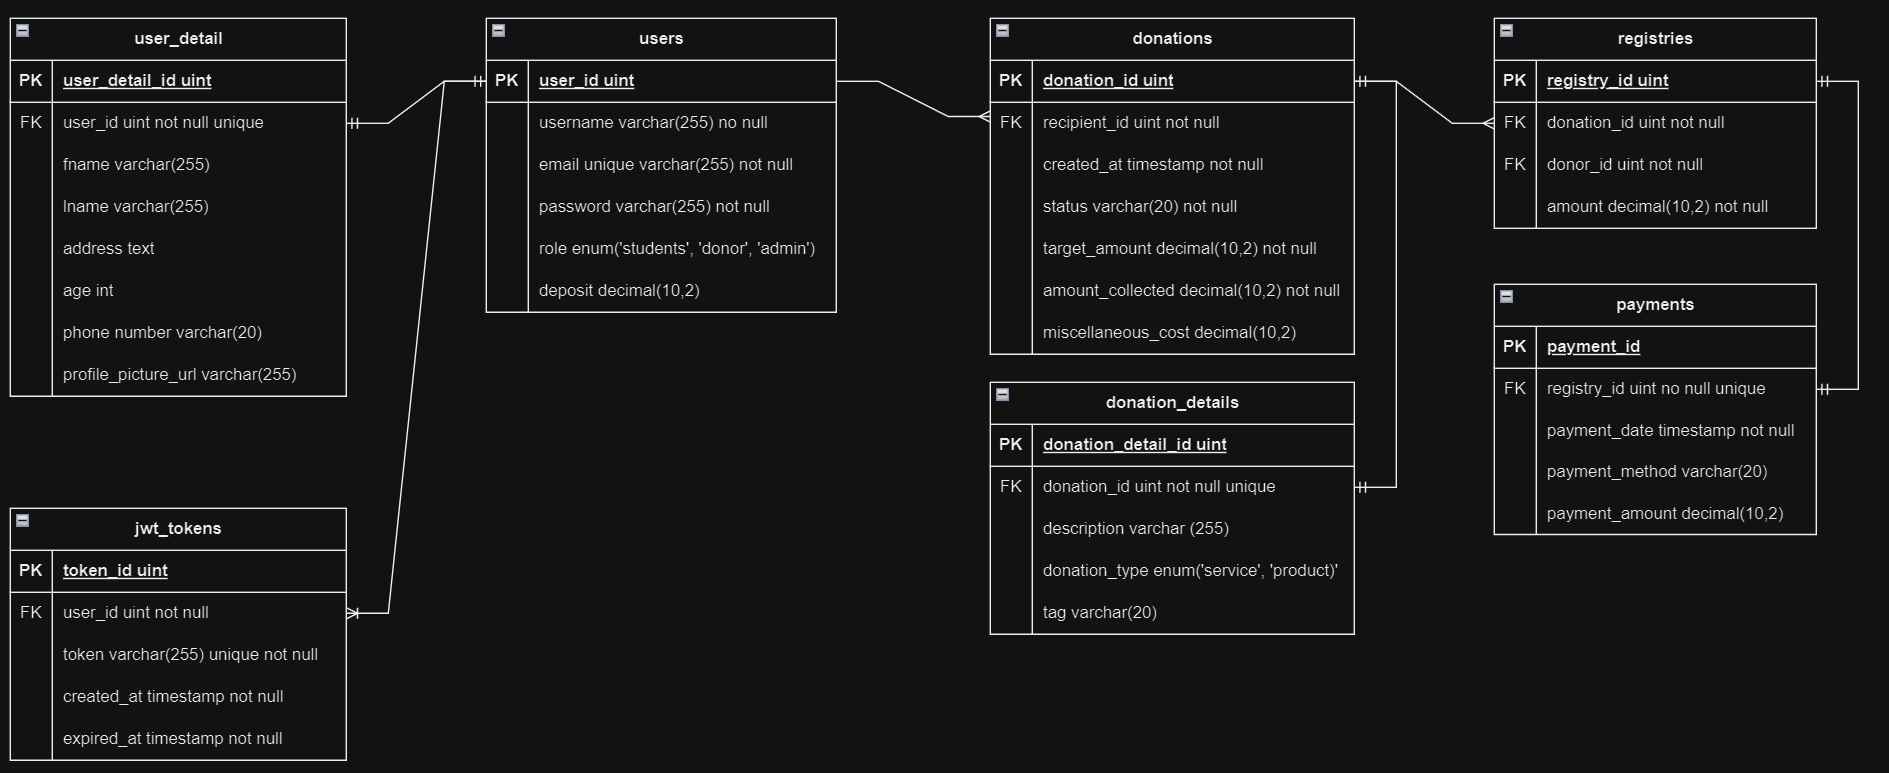 user_detail
PK user_detail_id uint
FK user_id uint not null unique
fname varchar(255)
lname varchar(255)
address text
age int
phone number varchar(20)
profile_picture_url varchar(255)
jwt_tokens
PK token_id uint
FK user_id uint not null
token varchar(255) unique not null
created_at timestamp not null
expired_at timestamp not null
users
PK user_id uint
username varchar(255) no null
email unique varchar(255) not null
password varchar(255) not null
role enum('students', 'donor', 'admin')
deposit decimal(10,2)
donations
PK donation_id uint
FK recipient_id uint not null
created_at timestamp not null
status varchar(20) not null
target_amount decimal(10,2) not null
amount_collected decimal(10,2) not null
miscellaneous_cost decimal(10,2)
donation_details
PK donation_detail_id uint
FK donation_id uint not null unique
description varchar (255)
donation_type enum('service', 'product)'
tag varchar(20)
registries
PK registry_id uint
FK donation_id uint not null
FK donor_id uint not null
amount decimal(10,2) not null
payments
PK payment_id
FK registry_id uint no null unique
payment_date timestamp not null
payment_method varchar(20)
payment_amount decimal(10,2)